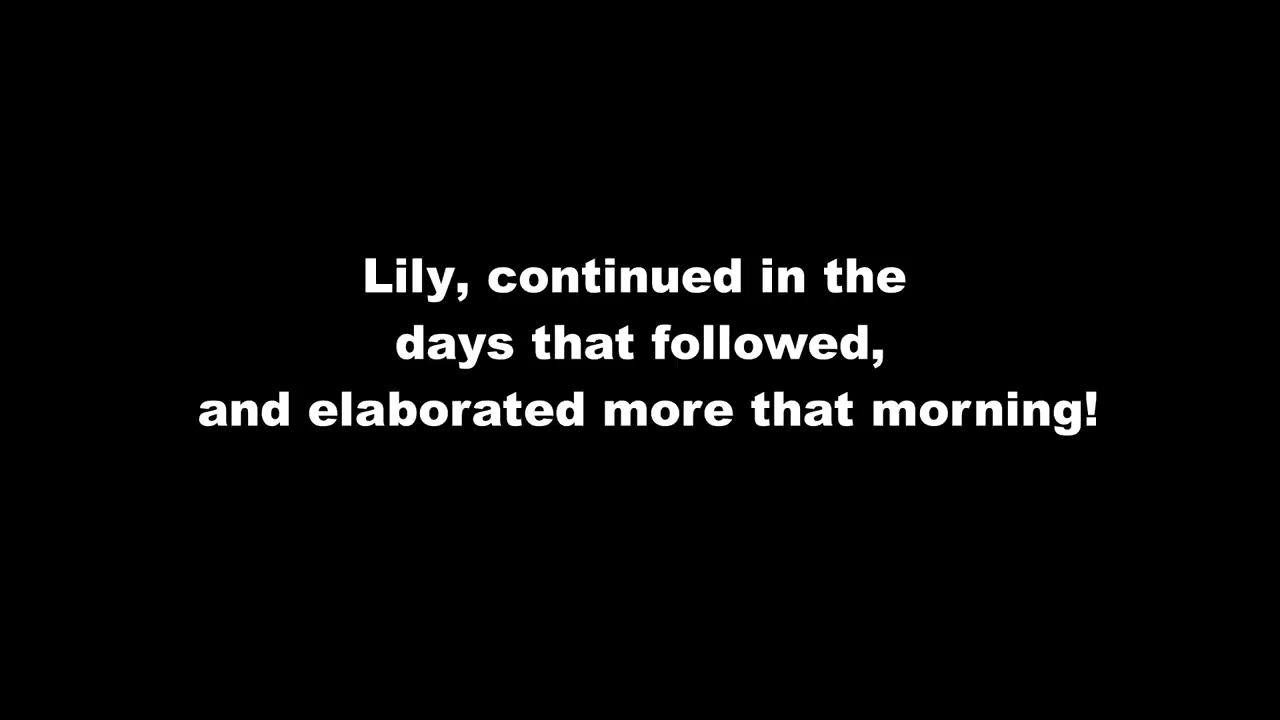 Lily, continued in the
days that followed,
and elaborated more that morning!